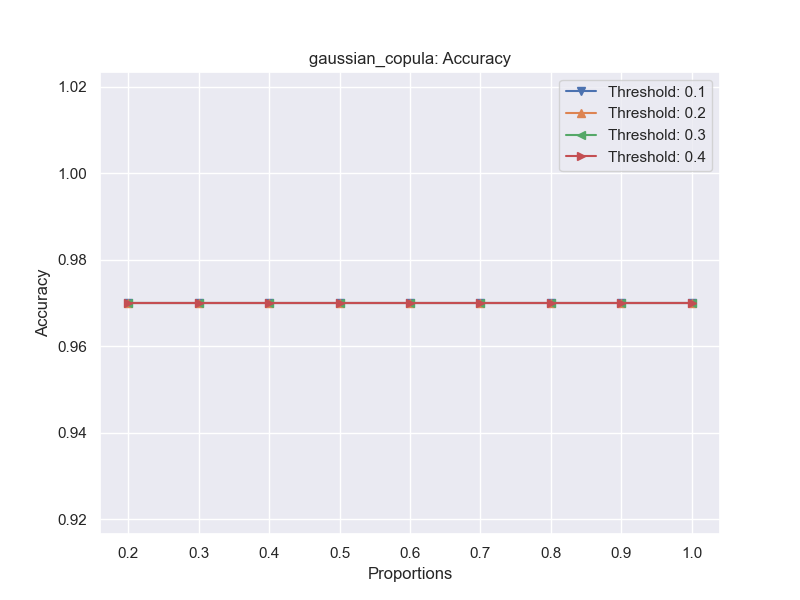 gaussian_copula: Accuracy
1.02
1.00
0.98
0.96
0.94
0.92
Accuracy
Threshold: 0.1
Threshold: 0.2
Threshold: 0.3
Threshold: 0.4
0.2 0.3 0.4 0.5 0.6 0.7 0.8 0.9 1.0
Proportions